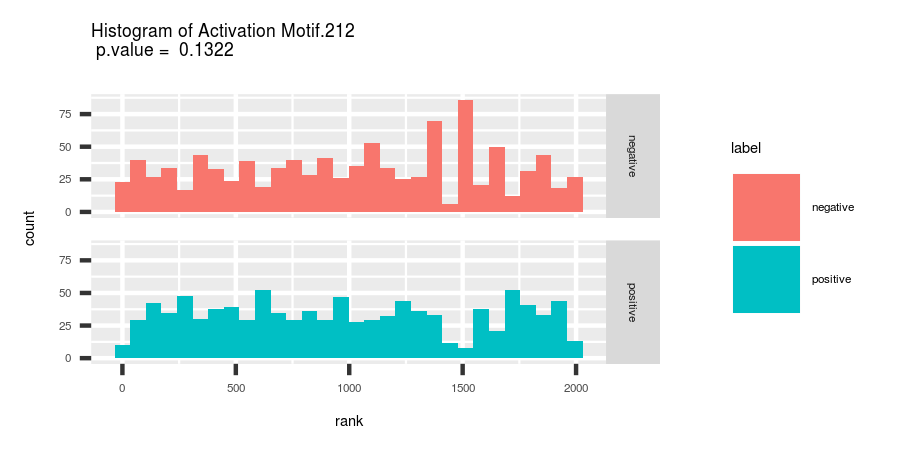 Histogram of Activation Motif.212
p.value =  0.1322
count
75
50
25
0
negative
75
50
25
0
positive
0
500
1000
1500
2000
rank
label
negative
positive